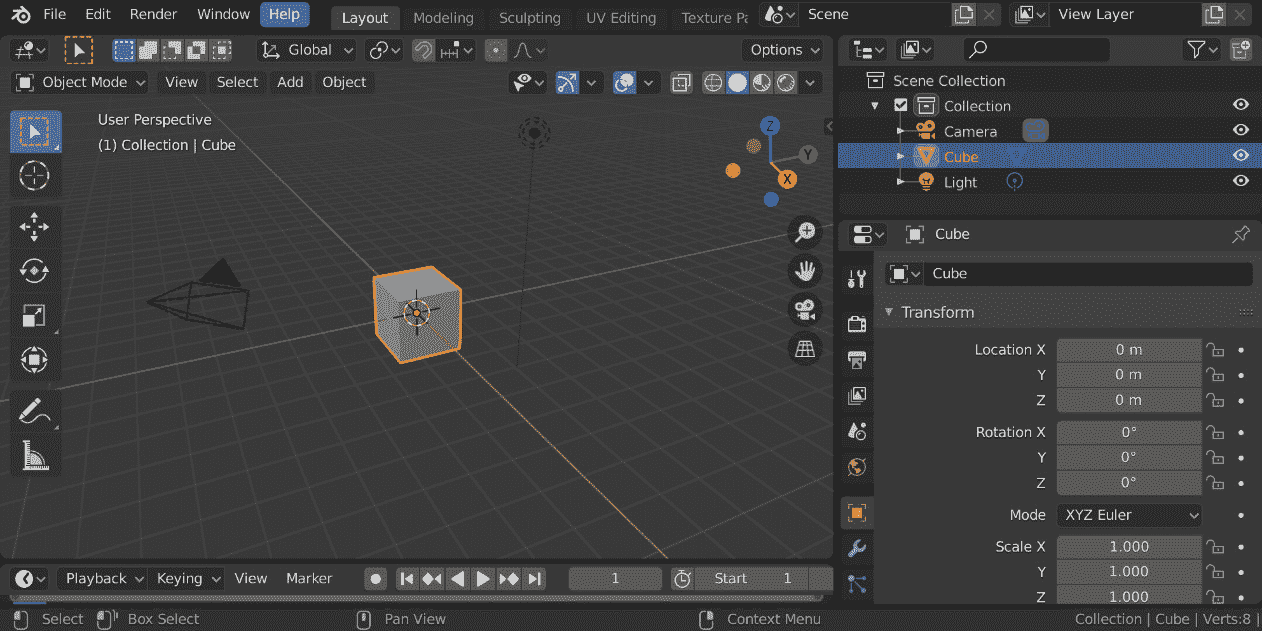 File Edit Render Window Help Layout Modeling Sculpting UV Editing Texture Pa Scene View Layer
Global Options
Object Mode View Select Add Object
User Perspective
(1) Collection | Cube
Z
Y
X
Scene Collection
Collection
Camera
Cube
Light
Cube
Cube
Transform
Location X 0 m
Y 0 m
Z 0 m
Rotation X 0°
Y 0°
Z 0°
Mode XYZ Euler
Scale X 1.000
Y 1.000
Z 1.000
Playback Keying View Marker 1 Start 1
Select Box Select Pan View Context Menu Collection | Cube | Verts:8 |